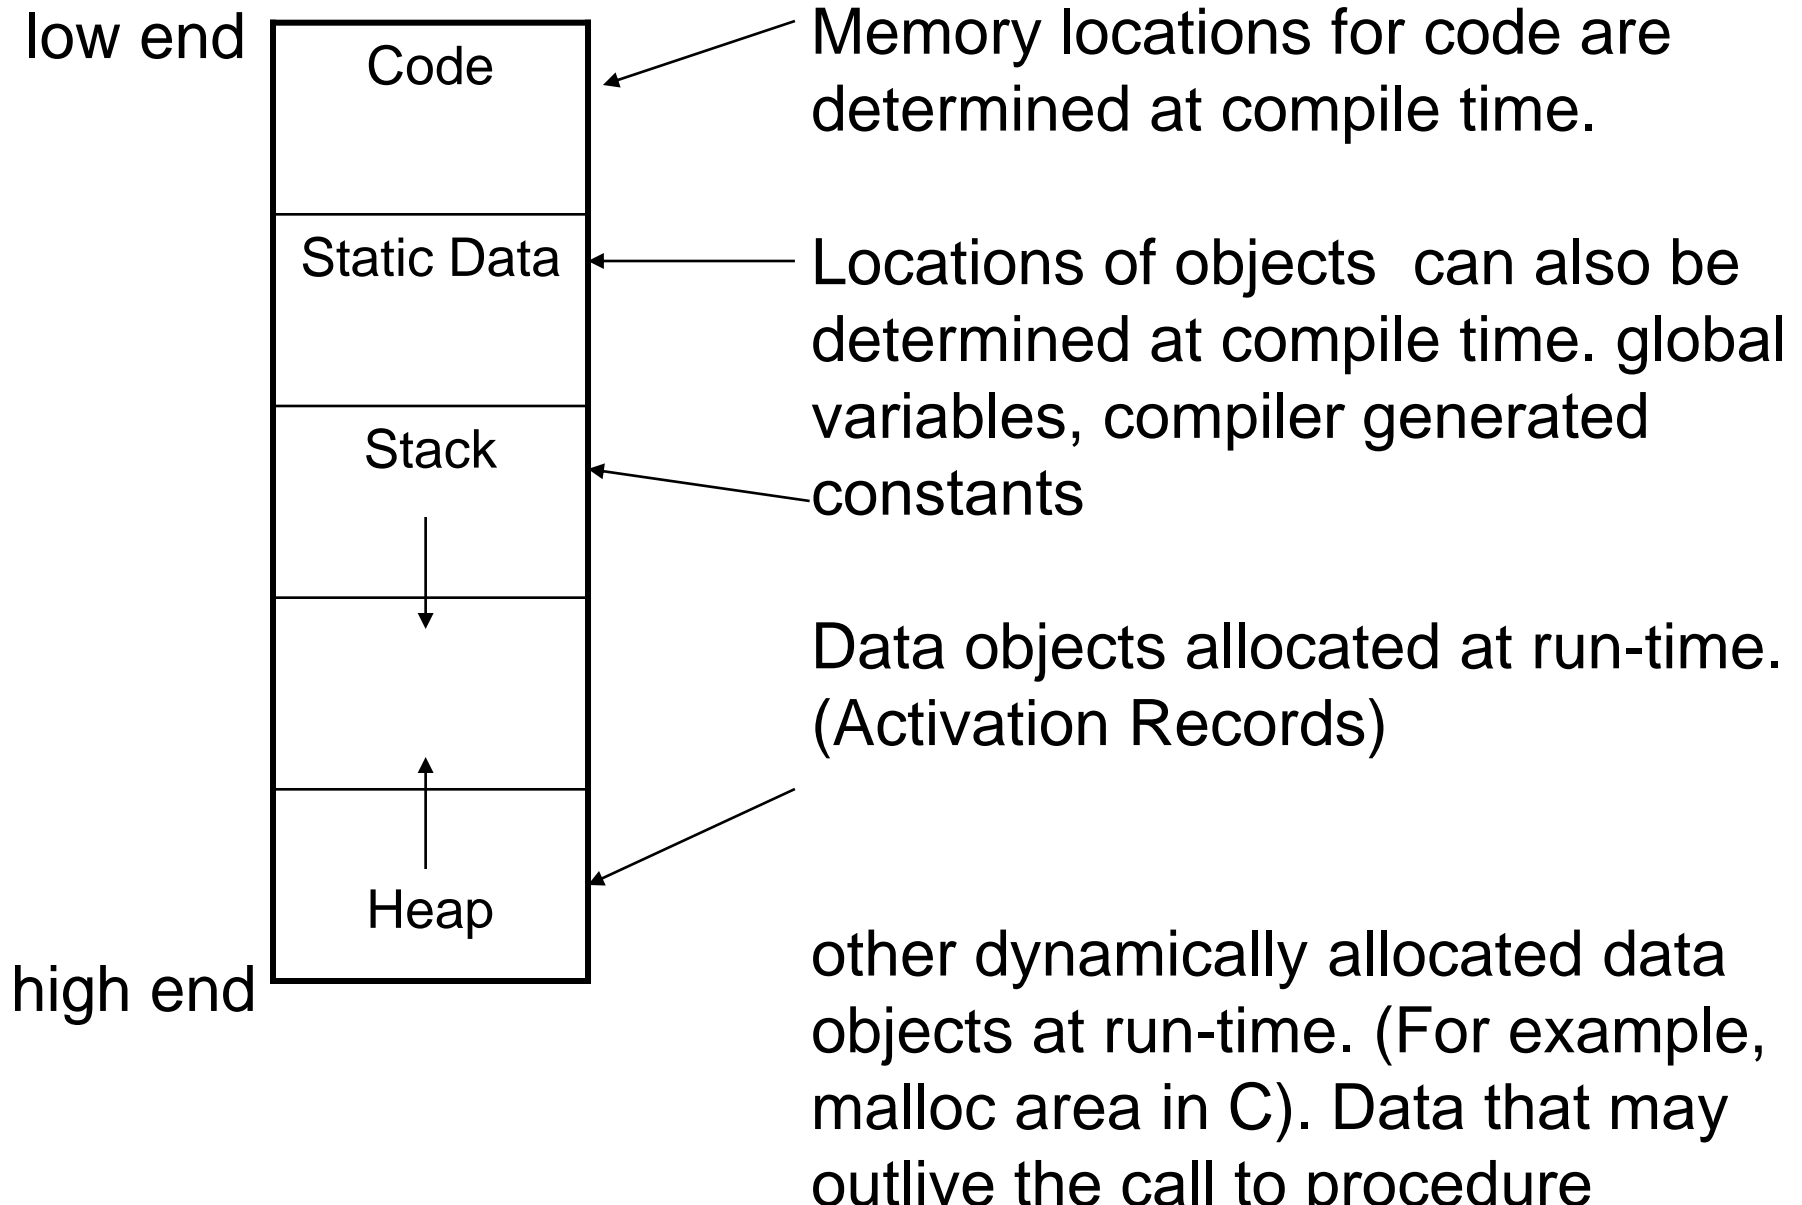 low end
Code
Memory locations for code are
determined at compile time.
Static Data
Locations of objects  can also be
determined at compile time. global
variables, compiler generated
constants
Stack
Data objects allocated at run-time.
(Activation Records)
Heap
high end
other dynamically allocated data
objects at run-time. (For example,
malloc area in C). Data that may
outlive the call to procedure